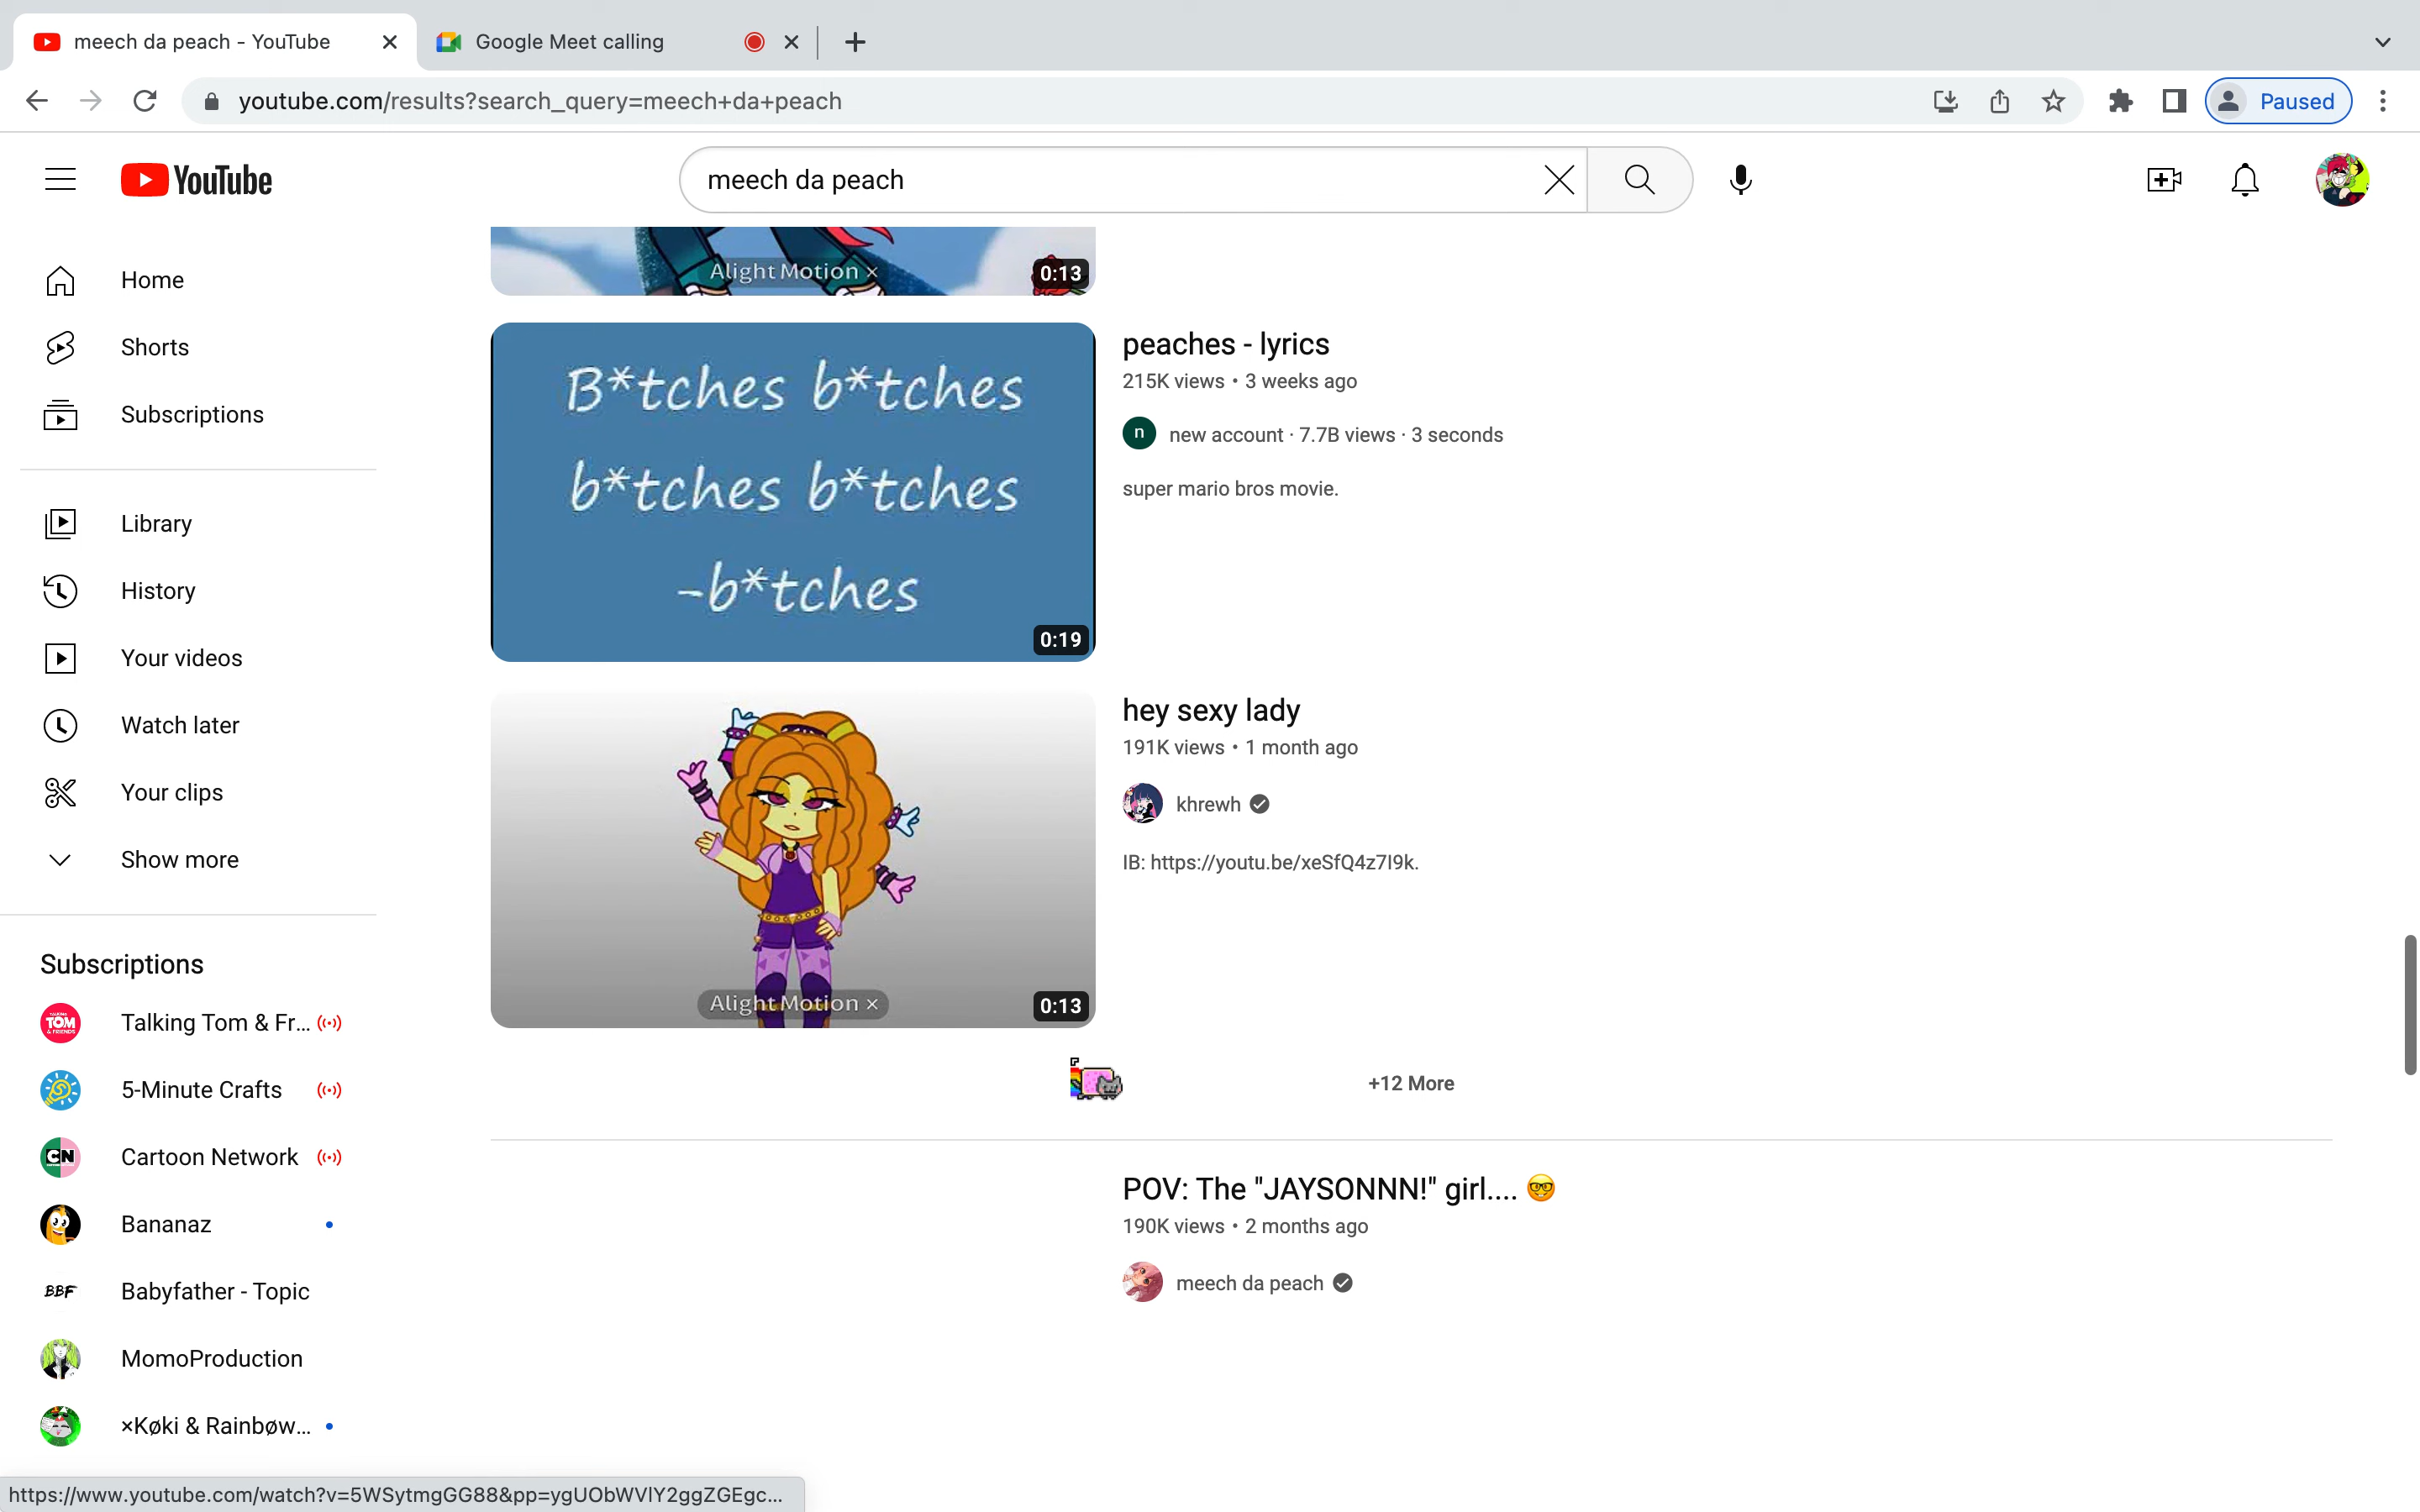 meech da peach - YouTube
Google Meet calling
youtube.com/results?search_query=meech+da+peach
Paused
YouTube
meech da peach
Home
Shorts
Subscriptions
Library
History
Your videos
Watch later
Your clips
Show more
Subscriptions
TALKING TOM & FRIENDS
Talking Tom & Fr...
5-Minute Crafts
CN
Cartoon Network
Bananaz
BBF
Babyfather - Topic
MomoProduction
×Køki & Rainbøw...
Alight Motion ×
0:13
B*tches b*tches
b*tches b*tches
-b*tches
0:19
peaches - lyrics
215K views • 3 weeks ago
n
new account · 7.7B views · 3 seconds
super mario bros movie.
Alight Motion ×
0:13
hey sexy lady
191K views • 1 month ago
khrewh
IB: https://youtu.be/xeSfQ4z7I9k.
+12 More
POV: The "JAYSONNN!" girl.... 🤓
190K views • 2 months ago
meech da peach
https://www.youtube.com/watch?v=5WSytmgGG88&pp=ygUObWVlY2ggZGEgc...